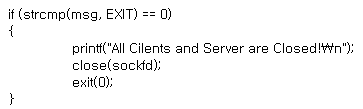 if (strcmp(msg, EXIT) == 0)
{
printf("All Cilents and Server are Closed!₩n");
close(sockfd);
exit(0);
}